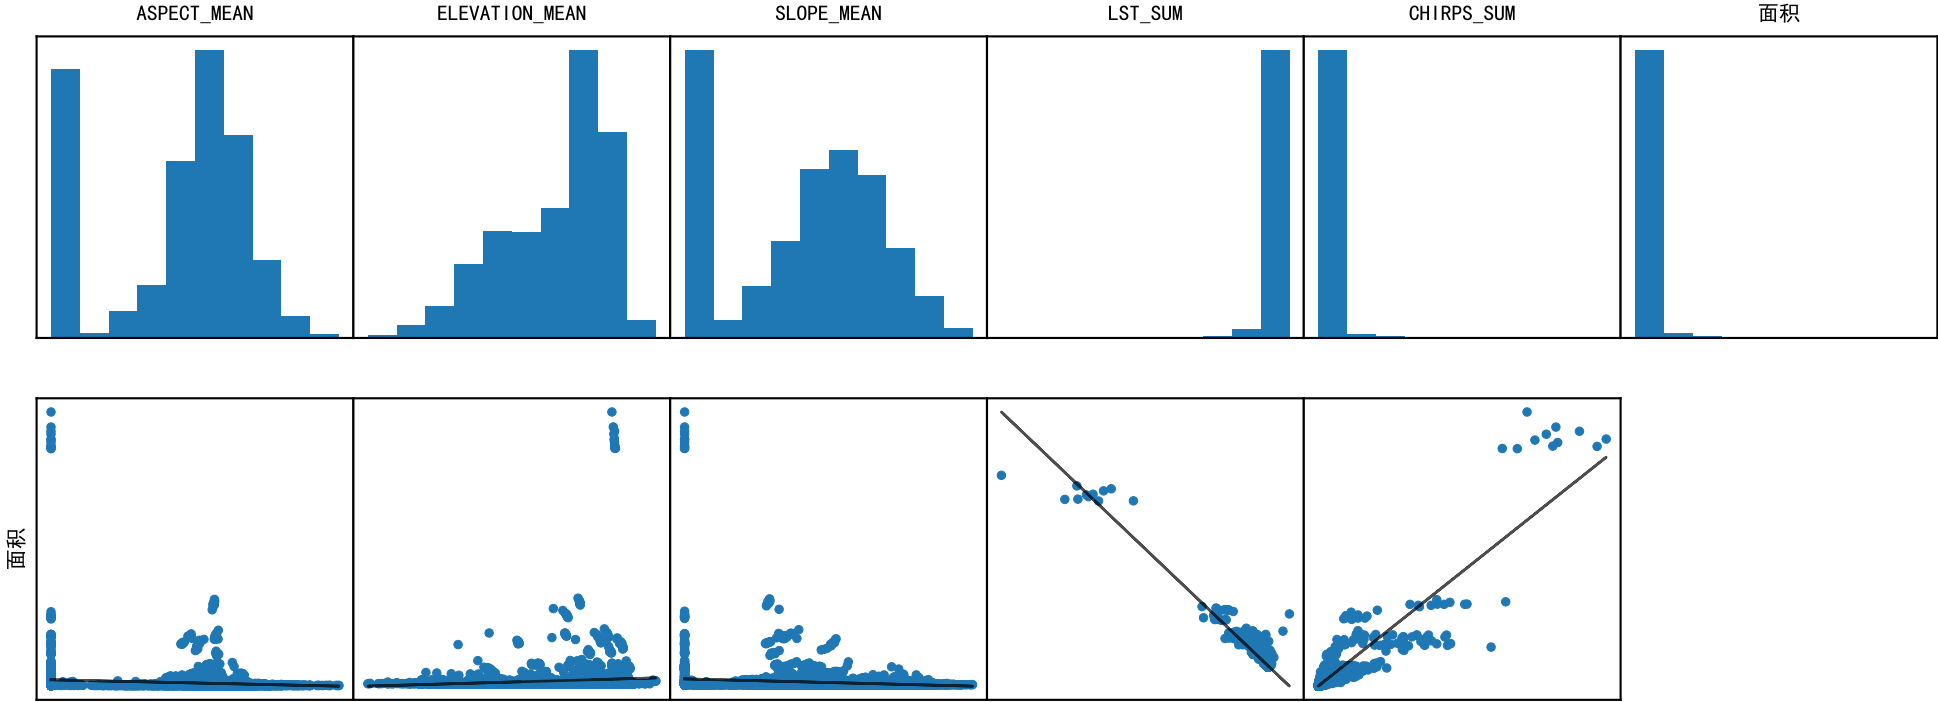 ASPECT_MEAN
ELEVATION_MEAN
SLOPE_MEAN
LST_SUM
CHIRPS_SUM
面积
面积